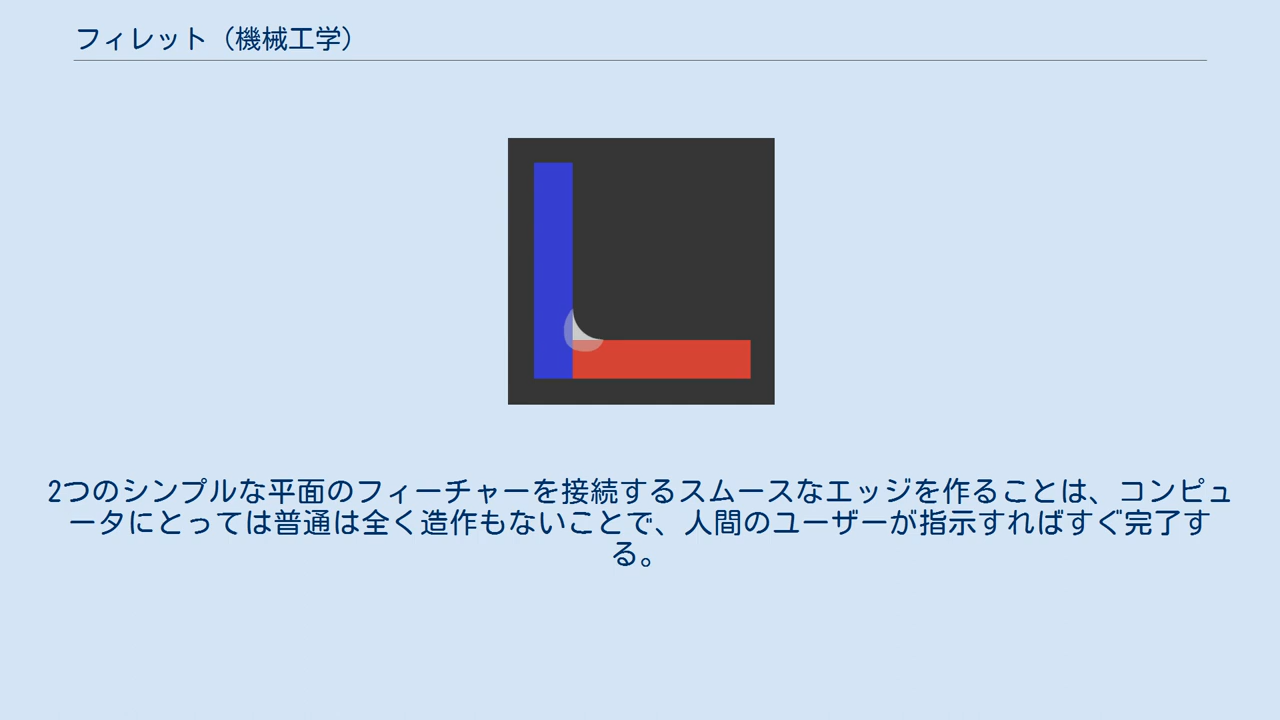 フィレット（機械工学）
2つのシンプルな平面のフィーチャーを接続するスムースなエッジを作ることは、コンピュ
ータにとっては普通は全く造作もないことで、人間のユーザーが指示すればすぐ完了す
る。